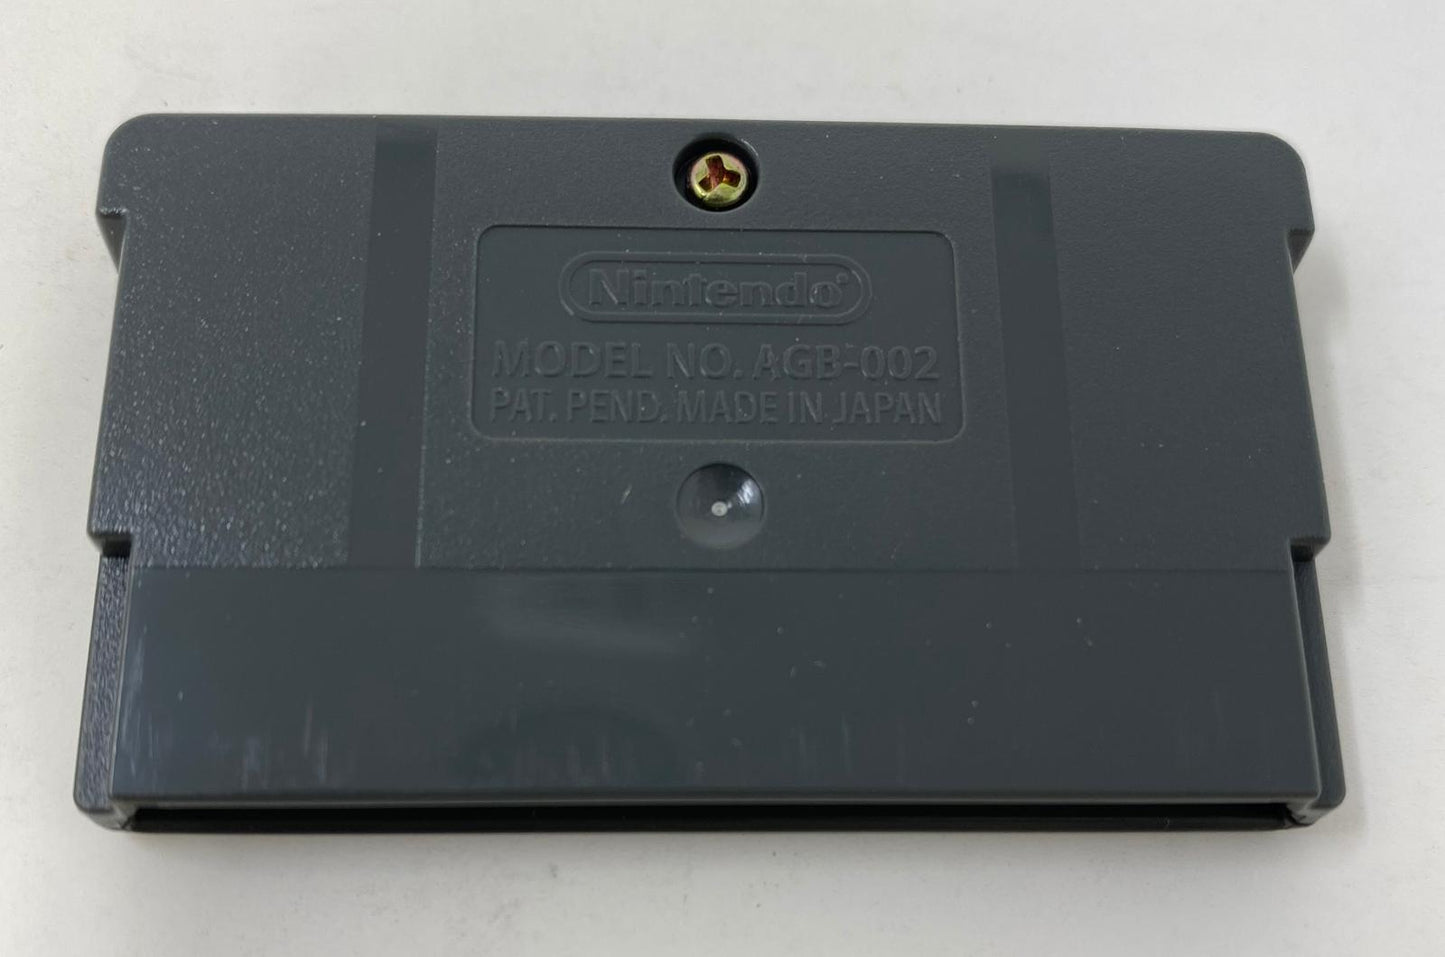 Nintendo®
MODEL NO. AGB-002
PAT. PEND. MADE IN JAPAN